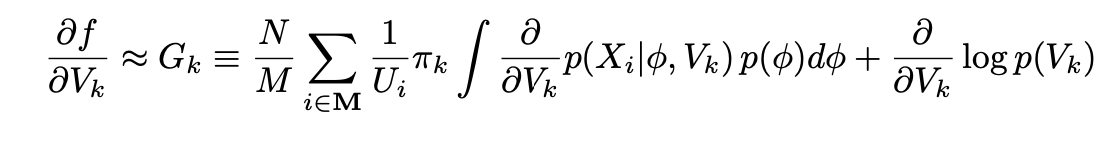 ∂f/∂V_k ≈ G_k ≡ N/M ∑_{i∈𝐌} 1/U_i π_k ∫ ∂/∂V_k p(X_i|ϕ, V_k) p(ϕ)dϕ + ∂/∂V_k log p(V_k)